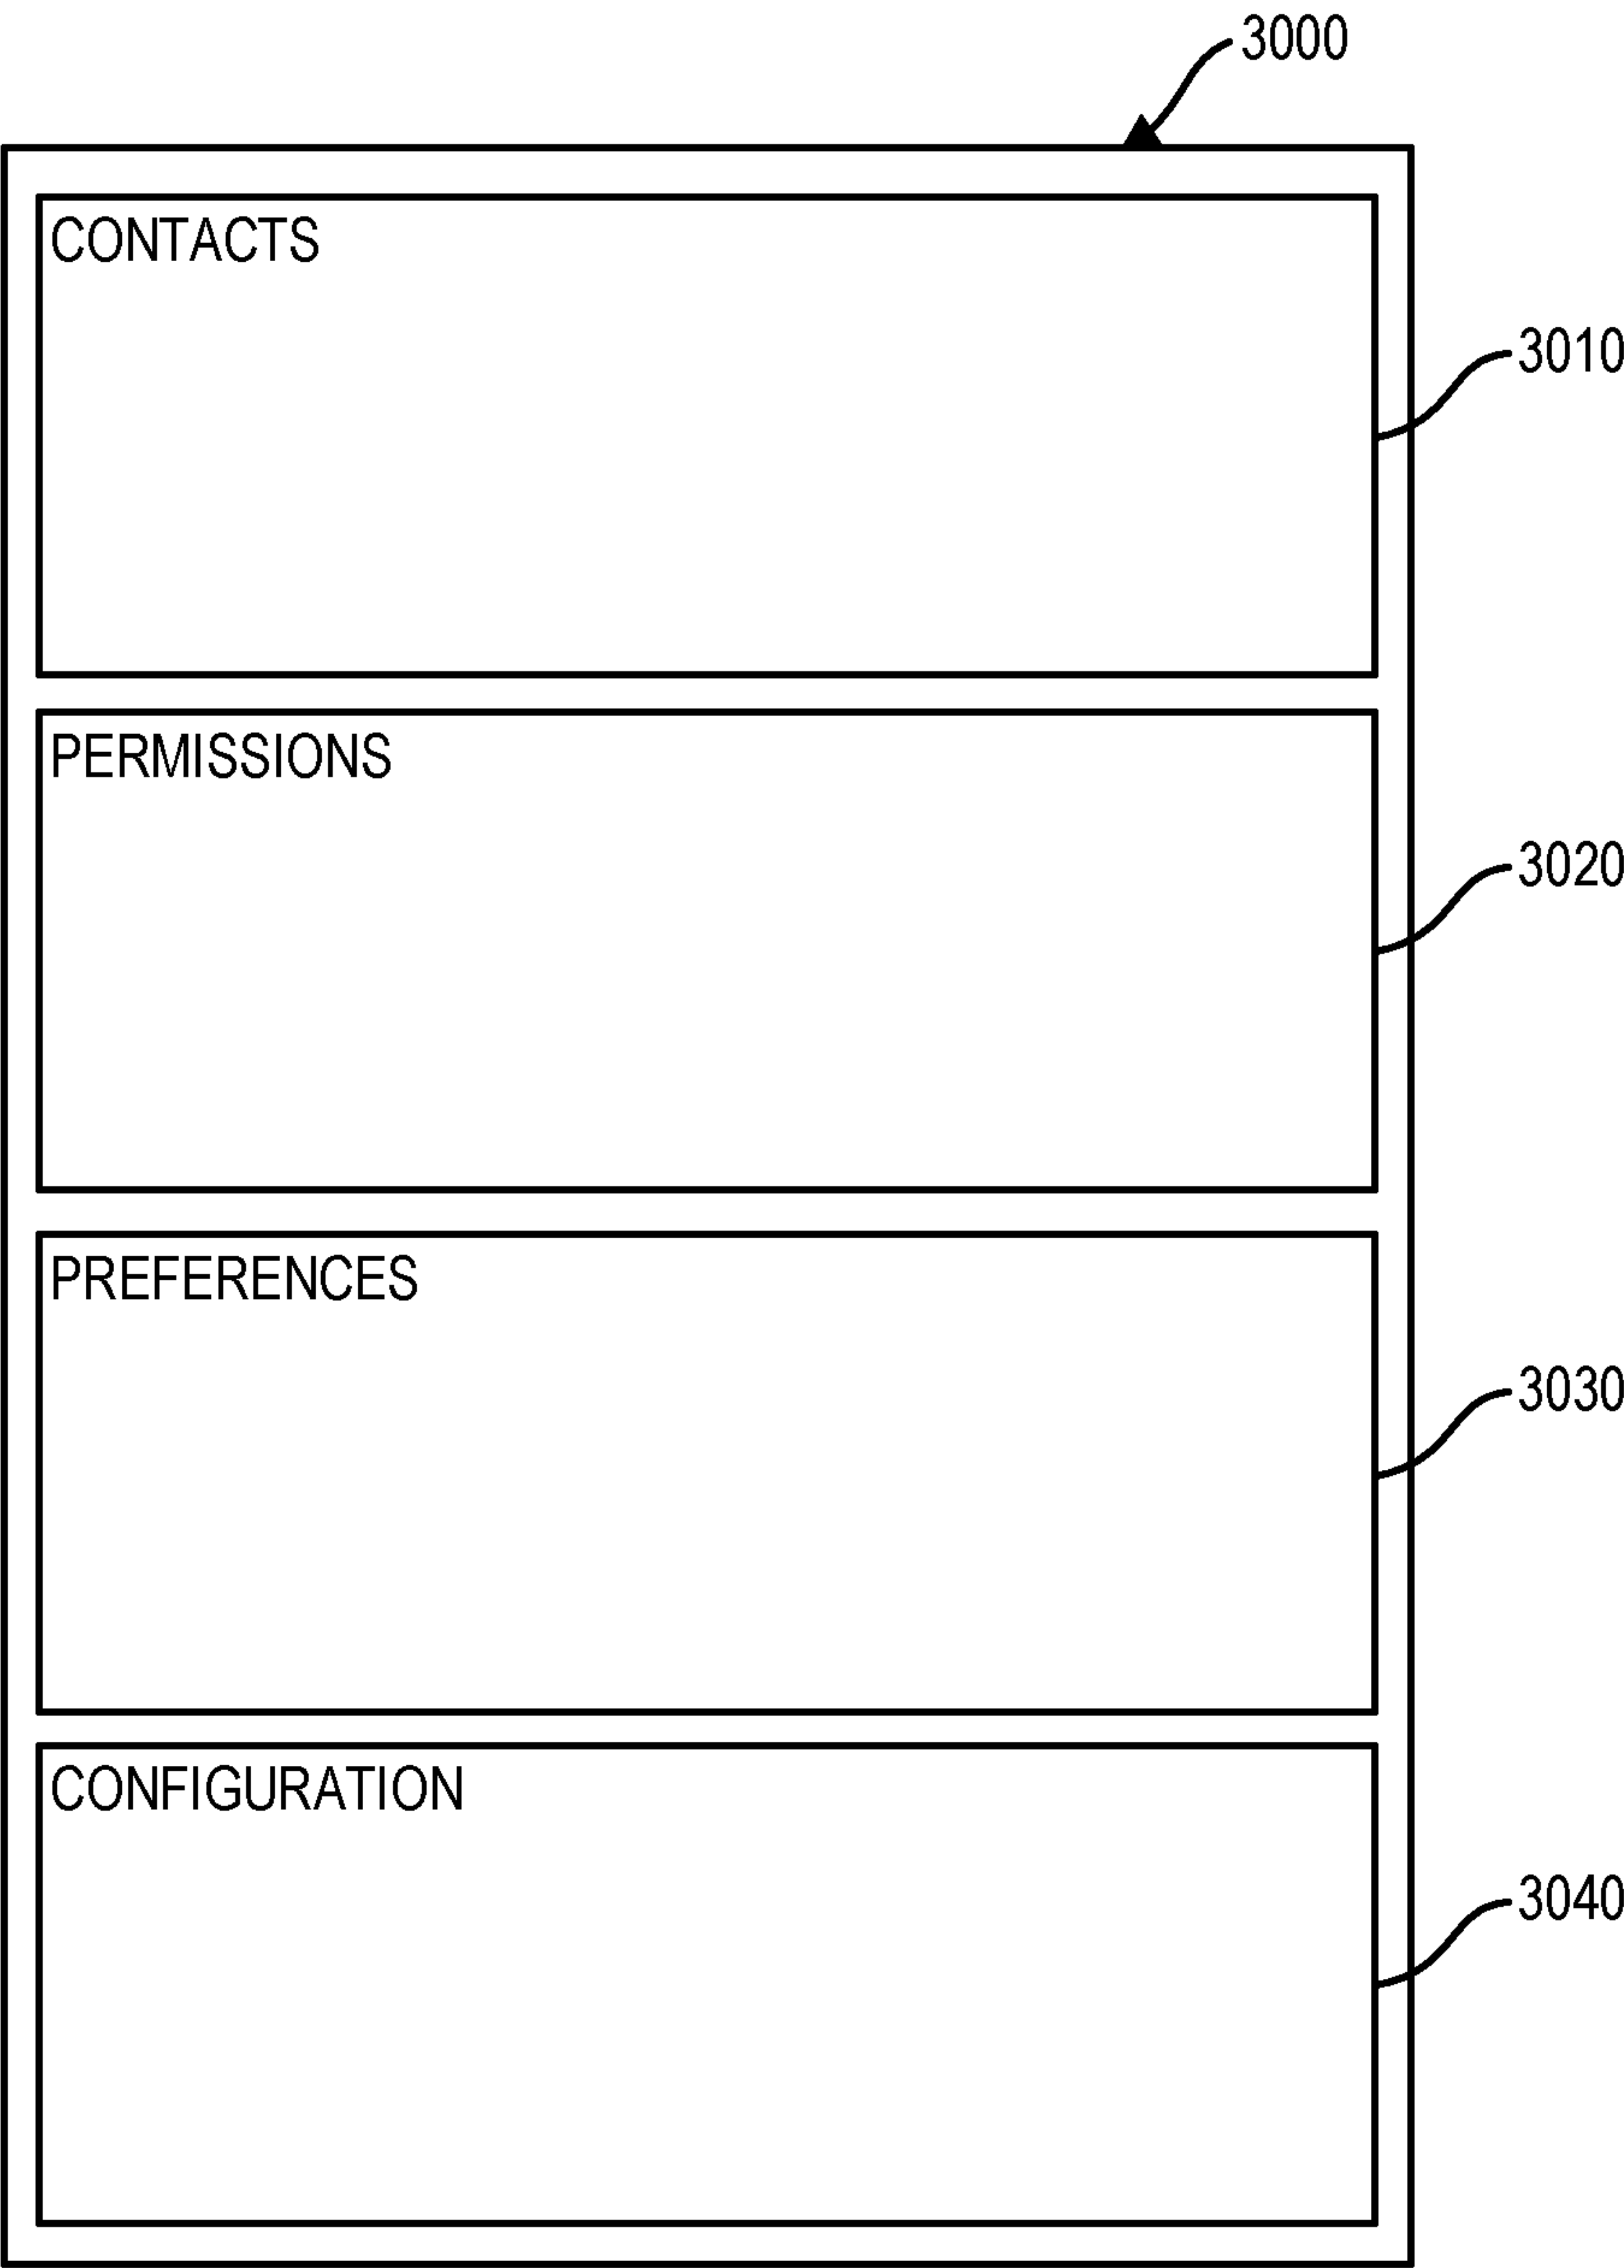 3000
CONTACTS
3010
PERMISSIONS
3020
PREFERENCES
3030
CONFIGURATION
3040